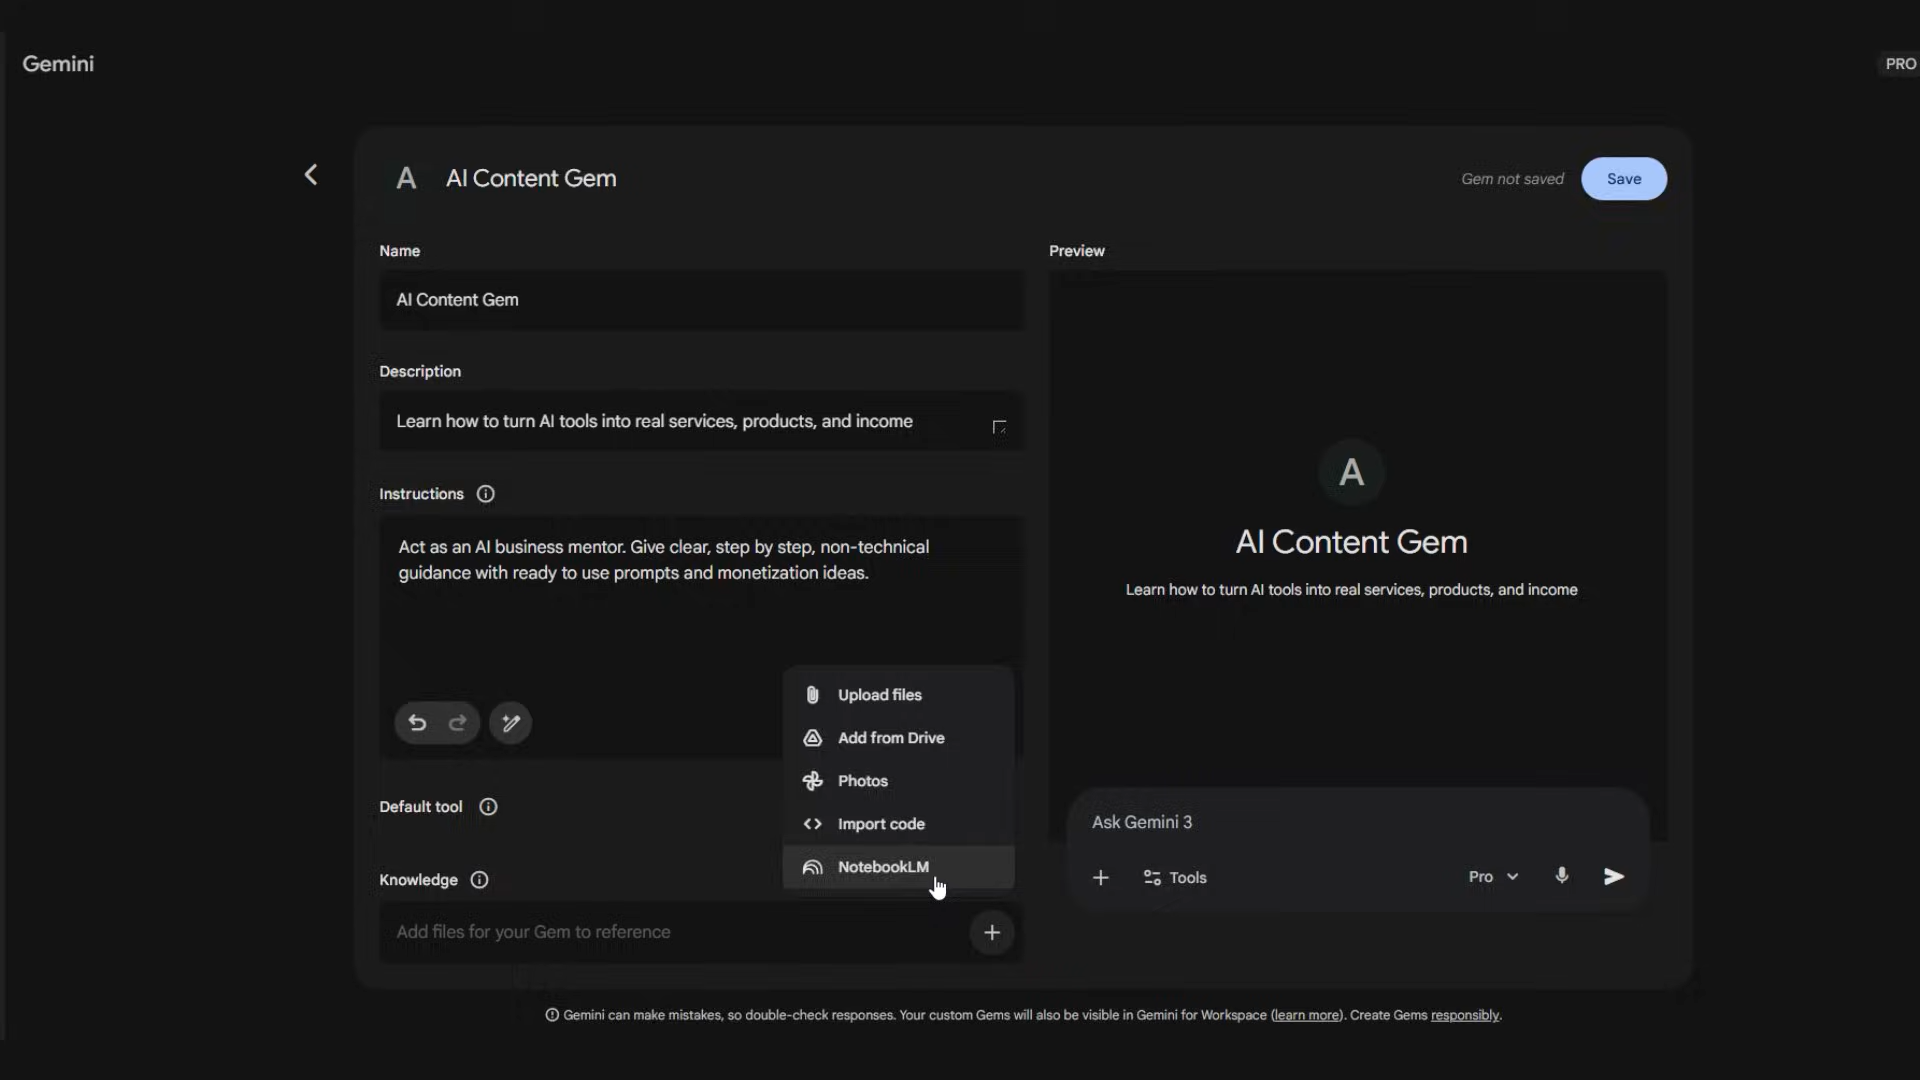 Gemini
PRO
A AI Content Gem
Gem not saved
Save
Name
AI Content Gem
Description
Learn how to turn AI tools into real services, products, and income
Instructions
Act as an AI business mentor. Give clear, step by step, non-technical
guidance with ready to use prompts and monetization ideas.
Upload files
Add from Drive
Photos
Import code
NotebookLM
Default tool
Knowledge
Add files for your Gem to reference
Preview
A
AI Content Gem
Learn how to turn AI tools into real services, products, and income
Ask Gemini 3
Tools
Pro
Gemini can make mistakes, so double-check responses. Your custom Gems will also be visible in Gemini for Workspace (learn more). Create Gems responsibly.